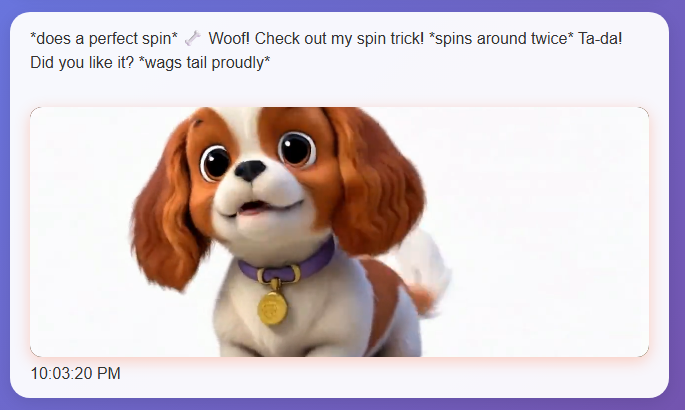 *does a perfect spin* 🦴 Woof! Check out my spin trick! *spins around twice* Ta-da!
Did you like it? *wags tail proudly*
10:03:20 PM